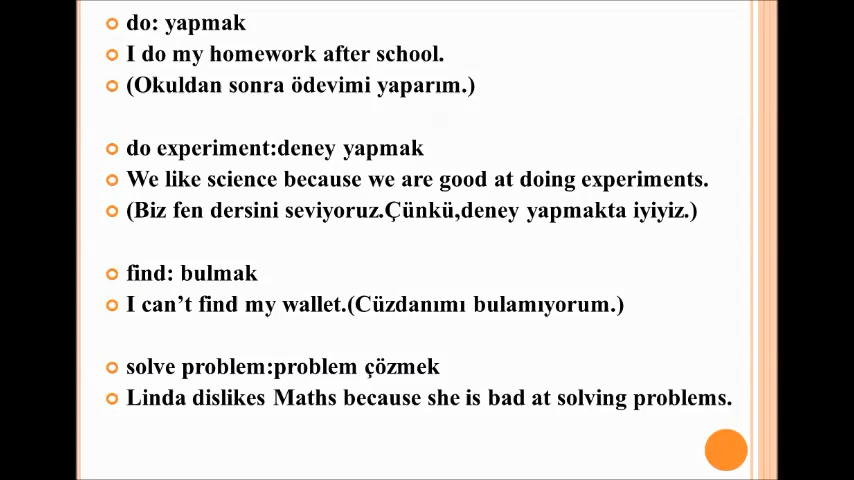 do: yapmak
I do my homework after school.
(Okuldan sonra ödevimi yaparım.)
do experiment:deney yapmak
We like science because we are good at doing experiments.
(Biz fen dersini seviyoruz.Çünkü,deney yapmakta iyiyiz.)
find: bulmak
I can’t find my wallet.(Cüzdanımı bulamıyorum.)
solve problem:problem çözmek
Linda dislikes Maths because she is bad at solving problems.